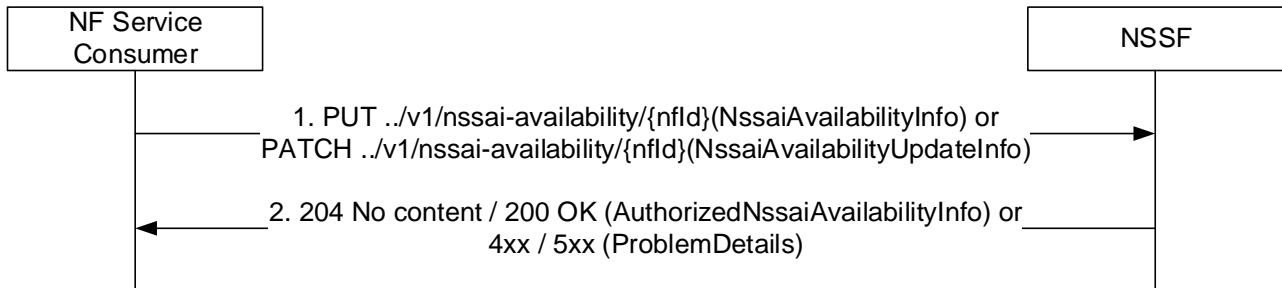 NF Service
Consumer
NSSF
1. PUT ../v1/nssai-availability/{nfId}(NssaiAvailabilityInfo) or
PATCH ../v1/nssai-availability/{nfId}(NssaiAvailabilityUpdateInfo)
2. 204 No content / 200 OK (AuthorizedNssaiAvailabilityInfo) or
4xx / 5xx (ProblemDetails)